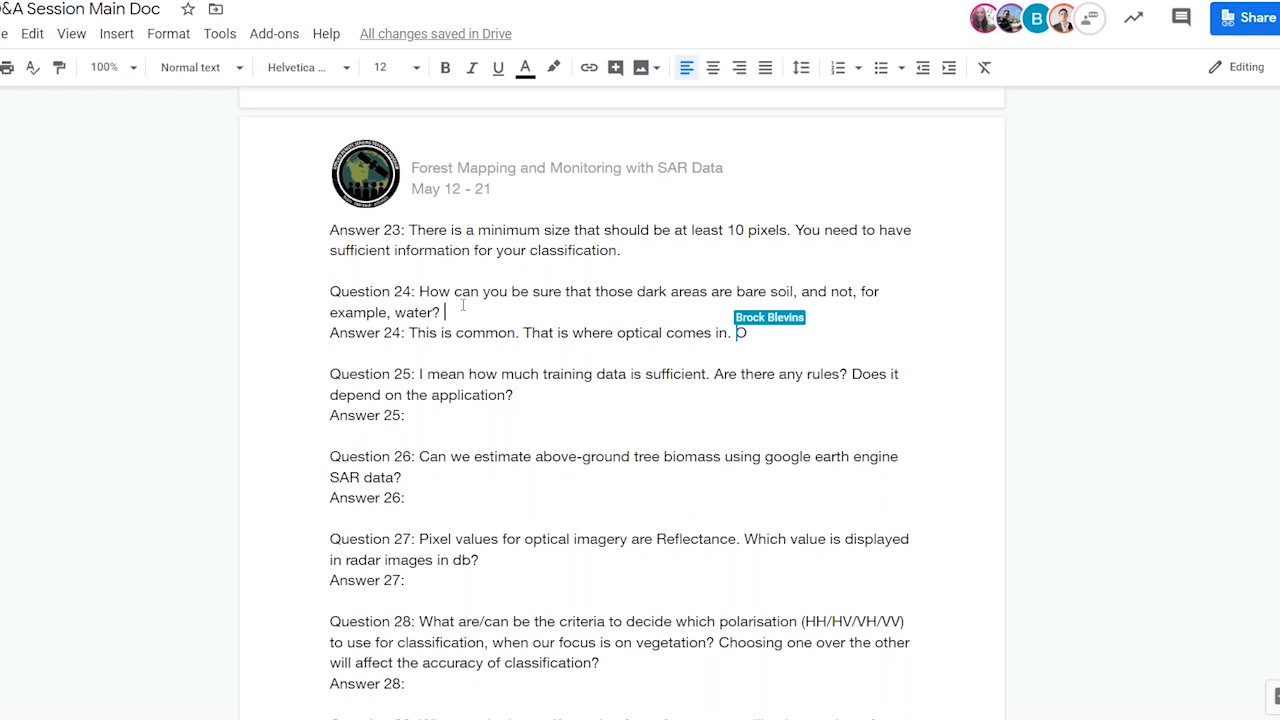 &A Session Main Doc
Edit View Insert Format Tools Add-ons Help All changes saved in Drive
B
Share
100% Normal text Helvetica ... 12 B I U A Editing
Forest Mapping and Monitoring with SAR Data
May 12 - 21
Answer 23: There is a minimum size that should be at least 10 pixels. You need to have
sufficient information for your classification.
Question 24: How can you be sure that those dark areas are bare soil, and not, for
example, water?
Brock Blevins
Answer 24: This is common. That is where optical comes in. O
Question 25: I mean how much training data is sufficient. Are there any rules? Does it
depend on the application?
Answer 25:
Question 26: Can we estimate above-ground tree biomass using google earth engine
SAR data?
Answer 26:
Question 27: Pixel values for optical imagery are Reflectance. Which value is displayed
in radar images in db?
Answer 27:
Question 28: What are/can be the criteria to decide which polarisation (HH/HV/VH/VV)
to use for classification, when our focus is on vegetation? Choosing one over the other
will affect the accuracy of classification?
Answer 28: